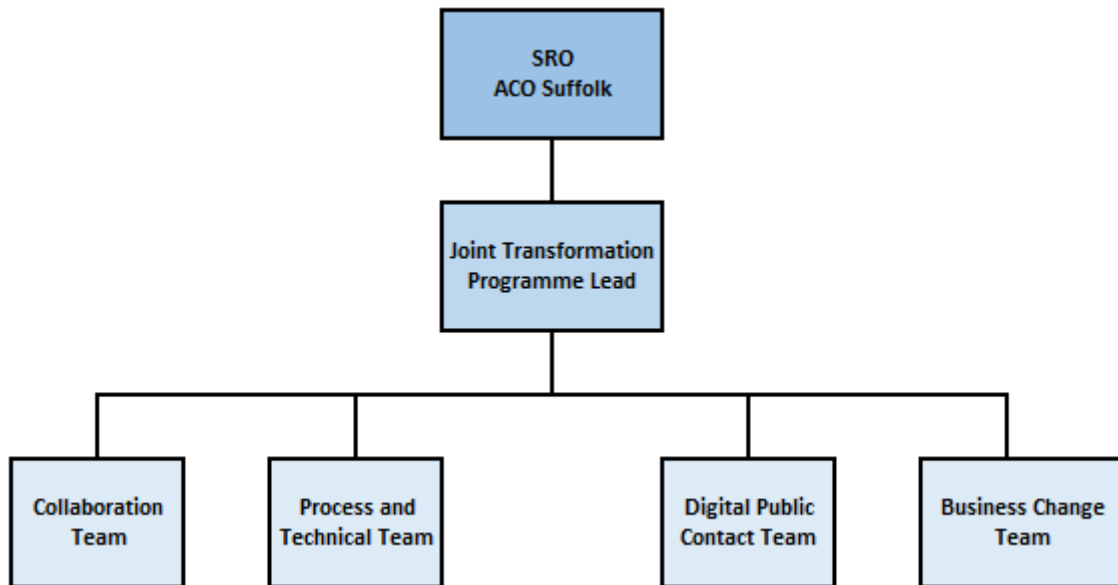 SRO
ACO Suffolk
Joint Transformation
Programme Lead
Collaboration
Team
Process and
Technical Team
Digital Public
Contact Team
Business Change
Team